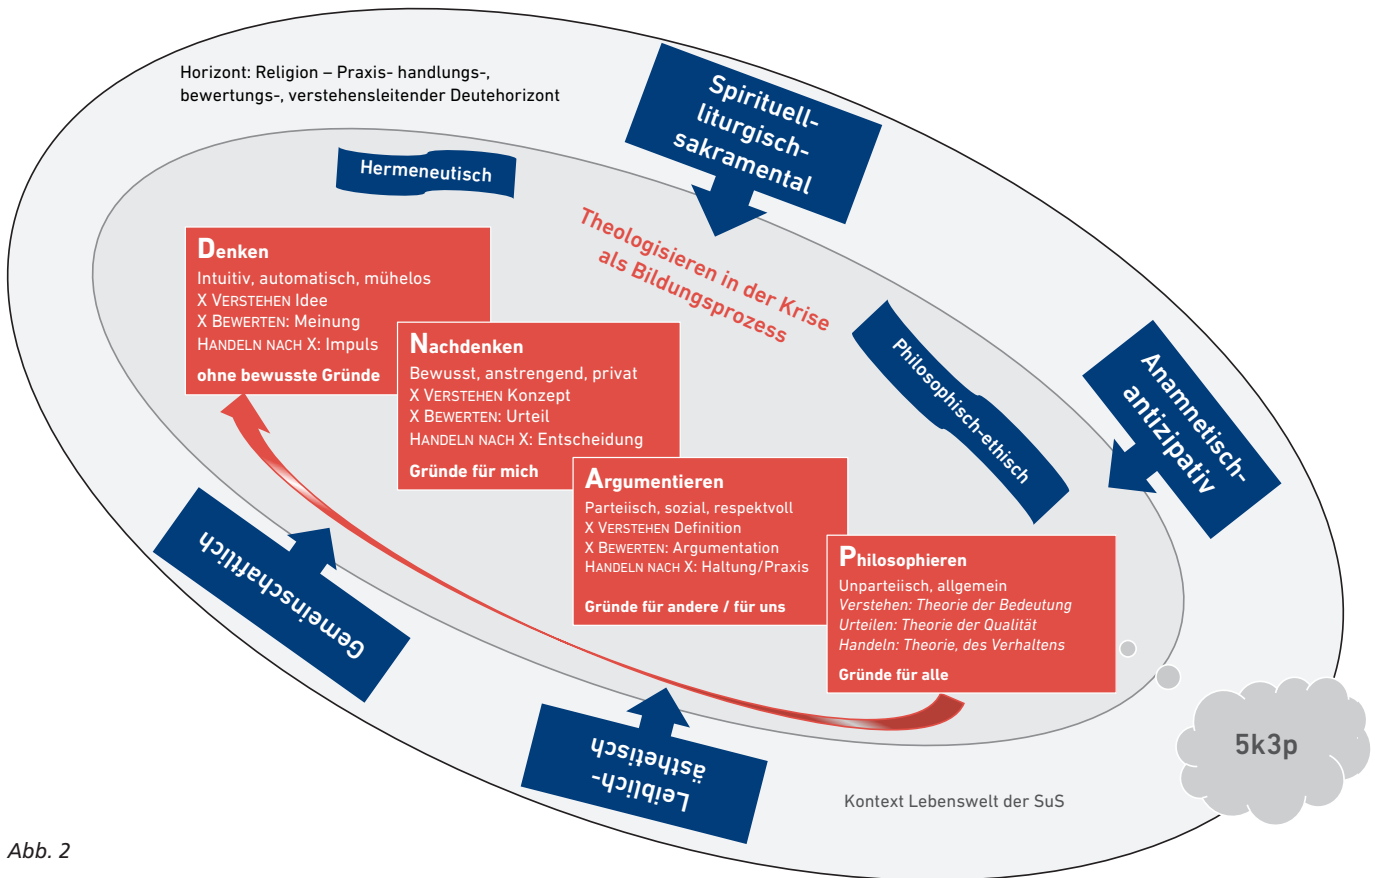 Horizont: Religion – Praxis- handlungs-,
bewertungs-, verstehensleitender Deutehorizont
Spirituell-
liturgisch-
sakramental
Hermeneutisch
Theologisieren in der Krise
als Bildungsprozess
Denken
Intuitiv, automatisch, mühelos
X VERSTEHEN Idee
X BEWERTEN: Meinung
HANDELN NACH X: Impuls
ohne bewusste Gründe
Nachdenken
Bewusst, anstrengend, privat
X VERSTEHEN Konzept
X BEWERTEN: Urteil
HANDELN NACH X: Entscheidung
Gründe für mich
Philosophisch-ethisch
Anamnetisch-
antizipativ
Argumentieren
Parteiisch, sozial, respektvoll
X VERSTEHEN Definition
X BEWERTEN: Argumentation
HANDELN NACH X: Haltung/Praxis
Gründe für andere / für uns
Philosophieren
Unparteiisch, allgemein
Verstehen: Theorie der Bedeutung
Urteilen: Theorie der Qualität
Handeln: Theorie, des Verhaltens
Gründe für alle
Gemeinschaftlich
Leiblich-
ästhetisch
5k3p
Kontext Lebenswelt der SuS
Abb. 2